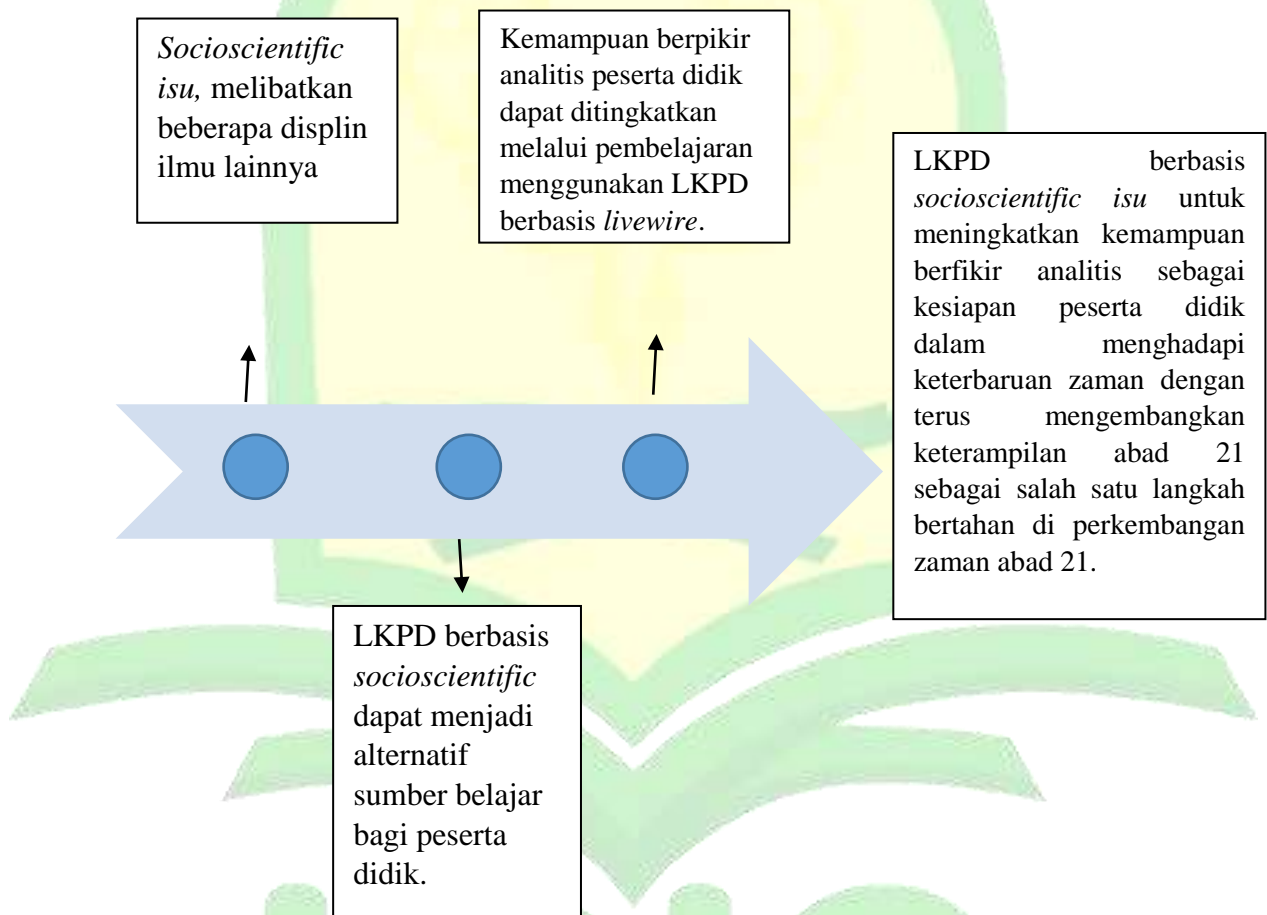 Socioscientific
isu, melibatkan
beberapa displin
ilmu lainnya
Kemampuan berpikir
analitis peserta didik
dapat ditingkatkan
melalui pembelajaran
menggunakan LKPD
berbasis livewire.
LKPD berbasis
socioscientific isu untuk
meningkatkan kemampuan
berfikir analitis sebagai
kesiapan peserta didik
dalam menghadapi
keterbaruan zaman dengan
terus mengembangkan
keterampilan abad 21
sebagai salah satu langkah
bertahan di perkembangan
zaman abad 21.
LKPD berbasis
socioscientific
dapat menjadi
alternatif
sumber belajar
bagi peserta
didik.